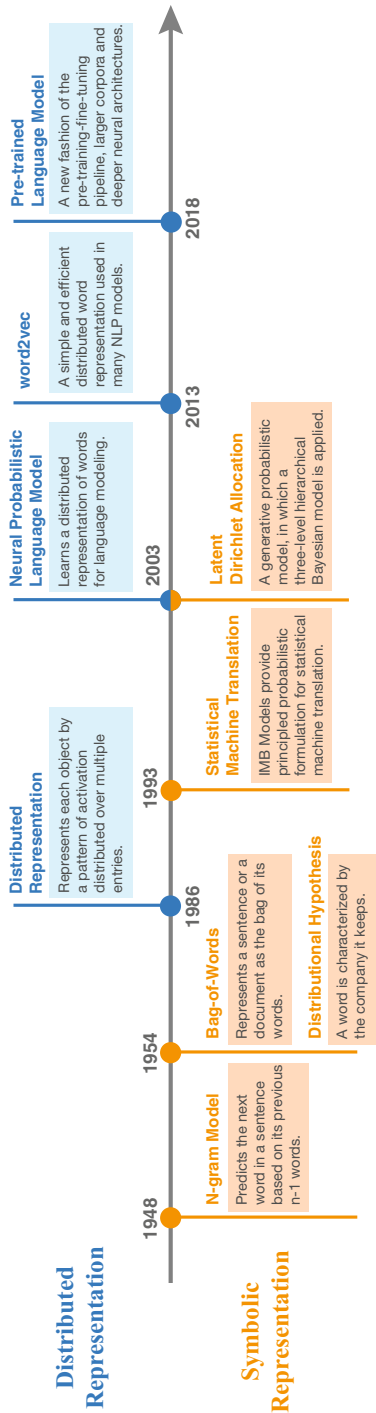 Distributed
Representation
Distributed
Representation
Represents each object by
a pattern of activation
distributed over multiple
entries.
Neural Probabilistic
Language Model
Learns a distributed
representation of words
for language modeling.
word2vec
A simple and efficient
distributed word
representation used in
many NLP models.
Pre-trained
Language Model
A new fashion of the
pre-training-fine-tuning
pipeline, larger corpora and
deeper neural architectures.
1948
1954
1986
1993
2003
2013
2018
Symbolic
Representation
N-gram Model
Predicts the next
word in a sentence
based on its previous
n-1 words.
Bag-of-Words
Represents a sentence or a
document as the bag of its
words.
Distributional Hypothesis
A word is characterized by
the company it keeps.
Statistical
Machine Translation
IMB Models provide
principled probabilistic
formulation for statistical
machine translation.
Latent
Dirichlet Allocation
A generative probabilistic
model, in which a
three-level hierarchical
Bayesian model is applied.